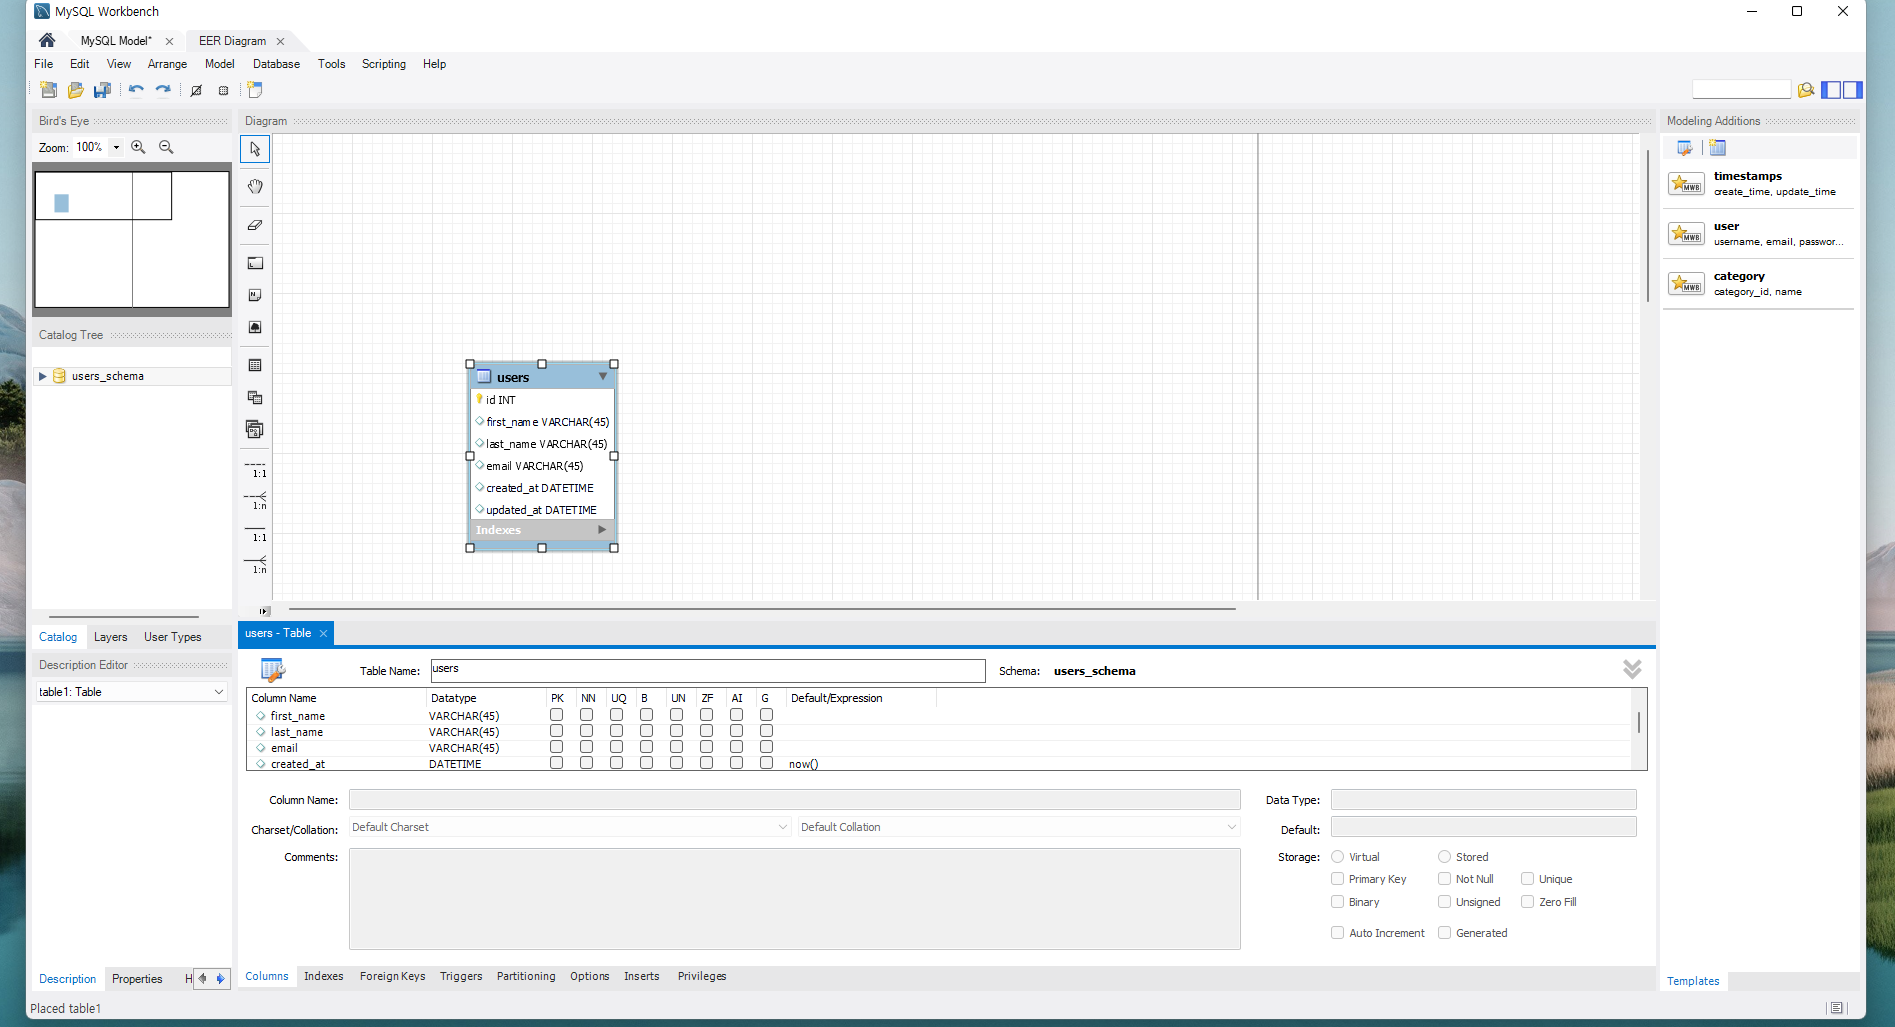 MySQL Workbench
MySQL Model*
EER Diagram
File Edit View Arrange Model Database Tools Scripting Help
Bird's Eye
Zoom: 100%
Catalog Tree
users_schema
Catalog Layers User Types
Description Editor
table1: Table
Description Properties H
Placed table1
Diagram
1:1
1:n
1:1
1:n
users
id INT
first_name VARCHAR(45)
last_name VARCHAR(45)
email VARCHAR(45)
created_at DATETIME
updated_at DATETIME
Indexes
users - Table
Table Name: users Schema: users_schema
Column Name Datatype PK NN UQ B UN ZF AI G Default/Expression
first_name VARCHAR(45)
last_name VARCHAR(45)
email VARCHAR(45)
created_at DATETIME now()
Column Name: Data Type:
Charset/Collation: Default Charset Default Collation Default:
Comments: Storage: Virtual Stored
Primary Key Not Null Unique
Binary Unsigned Zero Fill
Auto Increment Generated
Columns Indexes Foreign Keys Triggers Partitioning Options Inserts Privileges
Modeling Additions
MWB
timestamps
create_time, update_time
MWB
user
username, email, passwor...
MWB
category
category_id, name
Templates